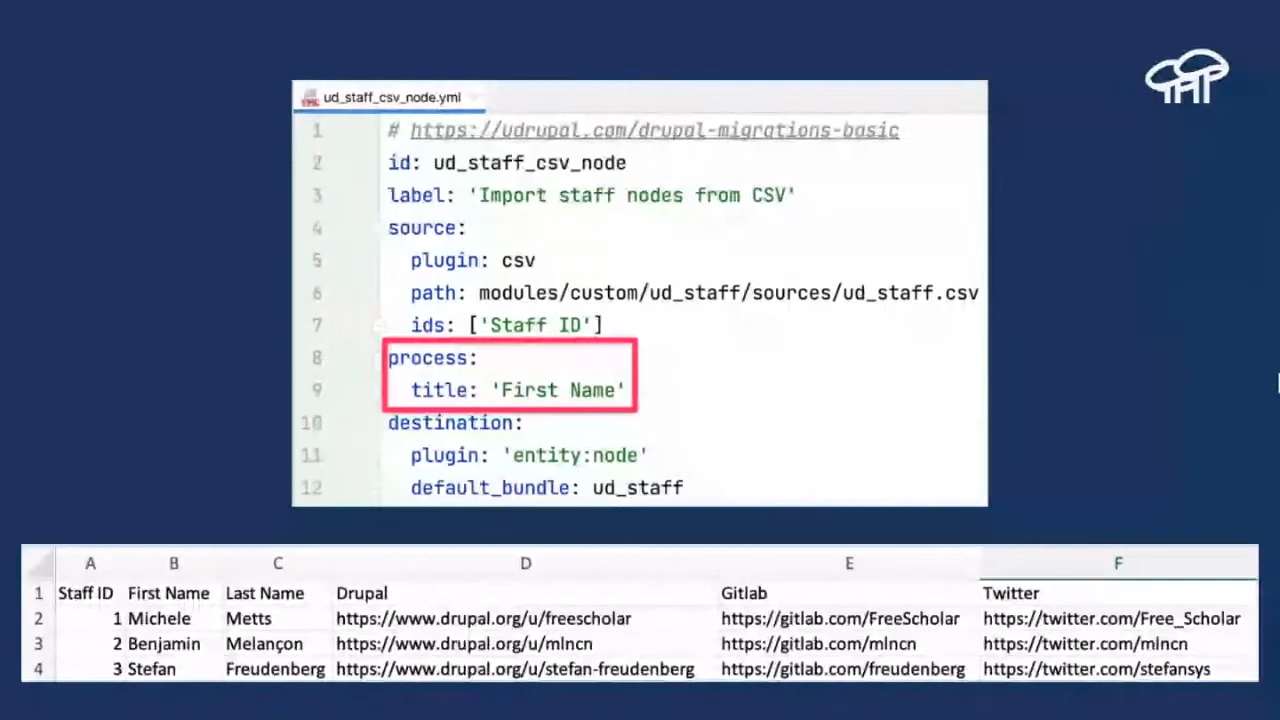 YML ud_staff_csv_node.yml
1 # https://udrupal.com/drupal-migrations-basic
2 id: ud_staff_csv_node
3 label: 'Import staff nodes from CSV'
4 source:
5 plugin: csv
6 path: modules/custom/ud_staff/sources/ud_staff.csv
7 ids: ['Staff ID']
8 process:
9 title: 'First Name'
10 destination:
11 plugin: 'entity:node'
12 default_bundle: ud_staff
A B C D E F
1 Staff ID First Name Last Name Drupal Gitlab Twitter
2 1 Michele Metts https://www.drupal.org/u/freescholar https://gitlab.com/FreeScholar https://twitter.com/Free_Scholar
3 2 Benjamin Melançon https://www.drupal.org/u/mlncn https://gitlab.com/mlncn https://twitter.com/mlncn
4 3 Stefan Freudenberg https://www.drupal.org/u/stefan-freudenberg https://gitlab.com/freudenberg https://twitter.com/stefansys